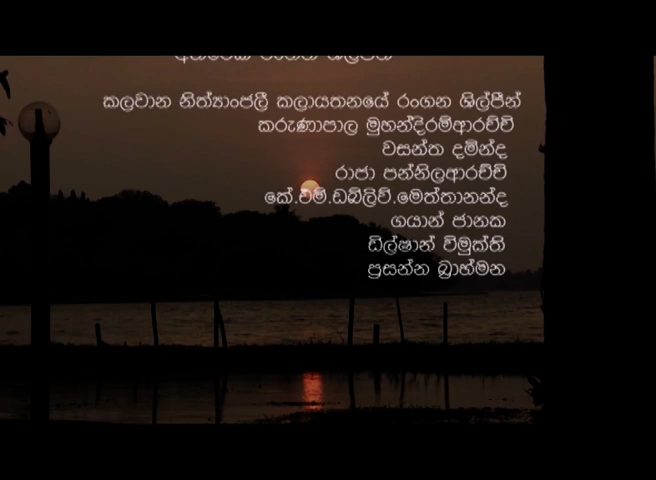 කලවාන නිත්‍යාංජලී කලායතනයේ රංගන ශිල්පීන්
කරුණාපාල මුහන්දිරම්ආරච්චි
වසන්ත දමින්ද
රාජා පන්නිලආරච්චි
කේ.එම්.ඩබ්ලිව්.මෙත්තානන්ද
ගයාන් ජානක
ඩිල්ෂාන් විමුක්ති
ප්‍රසන්න බ්‍රාහ්මන